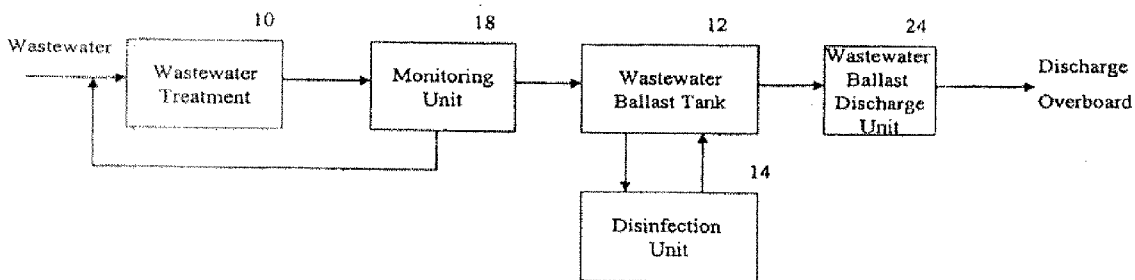 10
18
12
24
Wastewater
Wastewater
Treatment
Monitoring
Unit
Wastewater
Ballast Tank
Wastewater
Ballast
Discharge
Unit
Discharge
Overboard
14
Disinfection
Unit